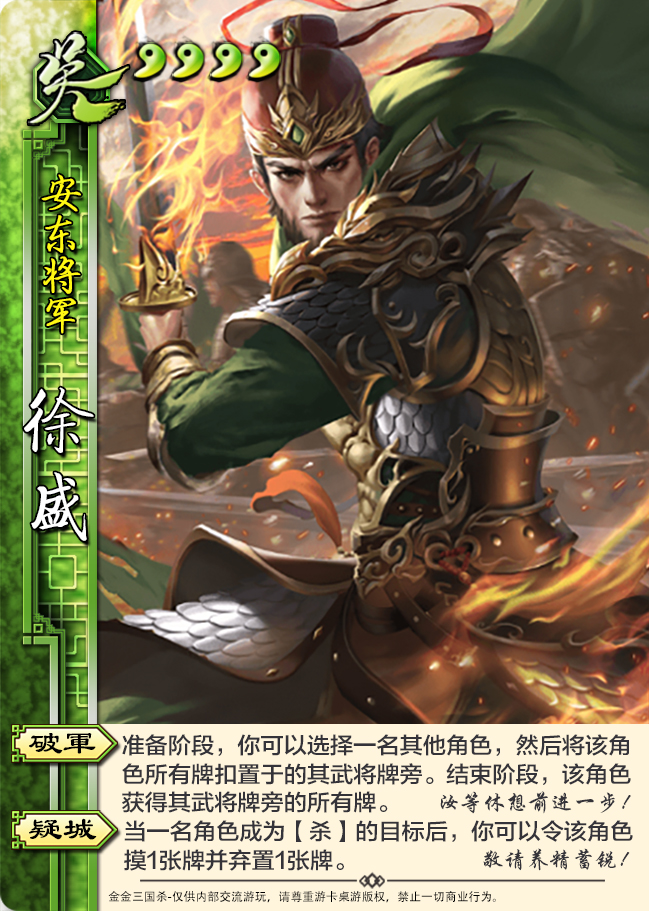 吴
安东将军
徐盛
破軍
准备阶段，你可以选择一名其他角色，然后将该角
色所有牌扣置于的其武将牌旁。结束阶段，该角色
获得其武将牌旁的所有牌。 汝等休想前进一步！
疑城
当一名角色成为【杀】的目标后，你可以令该角色
摸1张牌并弃置1张牌。 敬请养精蓄锐！
金金三国杀-仅供内部交流游玩，请尊重游卡桌游版权，禁止一切商业行为。